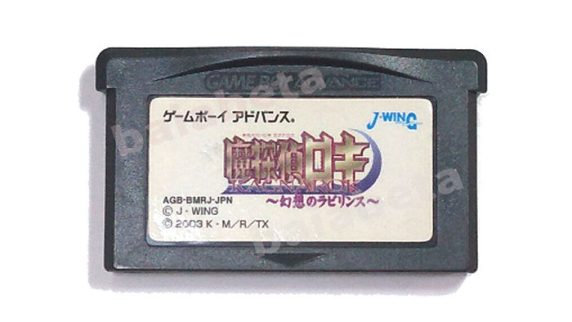 GAME BOY ADVANCE
ゲームボーイ アドバンス®
J-WING
魔探偵ロキ
RAGNAROK
～幻想のラビリンス～
AGB-BMRJ-JPN
© J・WING
© 2003 K・M/R/TX